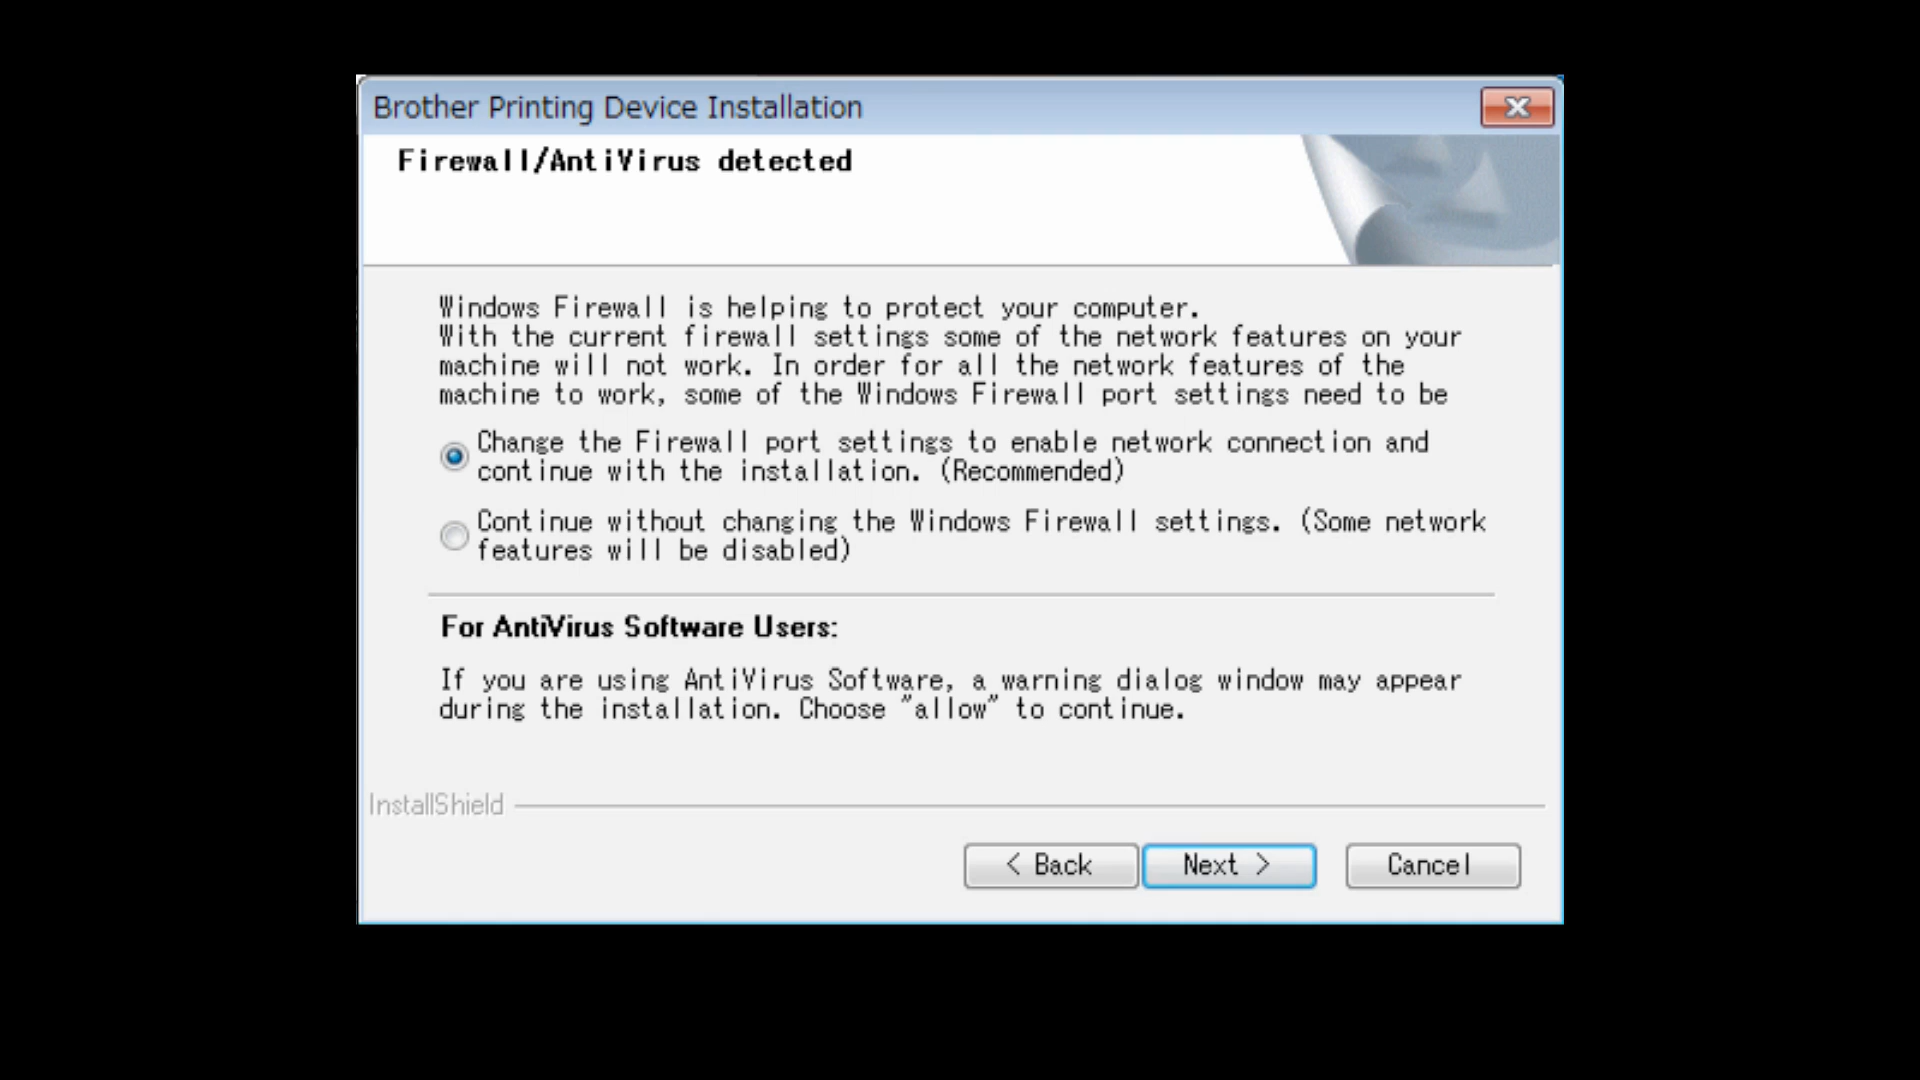 Brother Printing Device Installation
Firewall/AntiVirus detected
Windows Firewall is helping to protect your computer.
With the current firewall settings some of the network features on your
machine will not work. In order for all the network features of the
machine to work, some of the Windows Firewall port settings need to be
Change the Firewall port settings to enable network connection and
continue with the installation. (Recommended)
Continue without changing the Windows Firewall settings. (Some network
features will be disabled)
For AntiVirus Software Users:
If you are using AntiVirus Software, a warning dialog window may appear
during the installation. Choose "allow" to continue.
InstallShield
< Back
Next >
Cancel